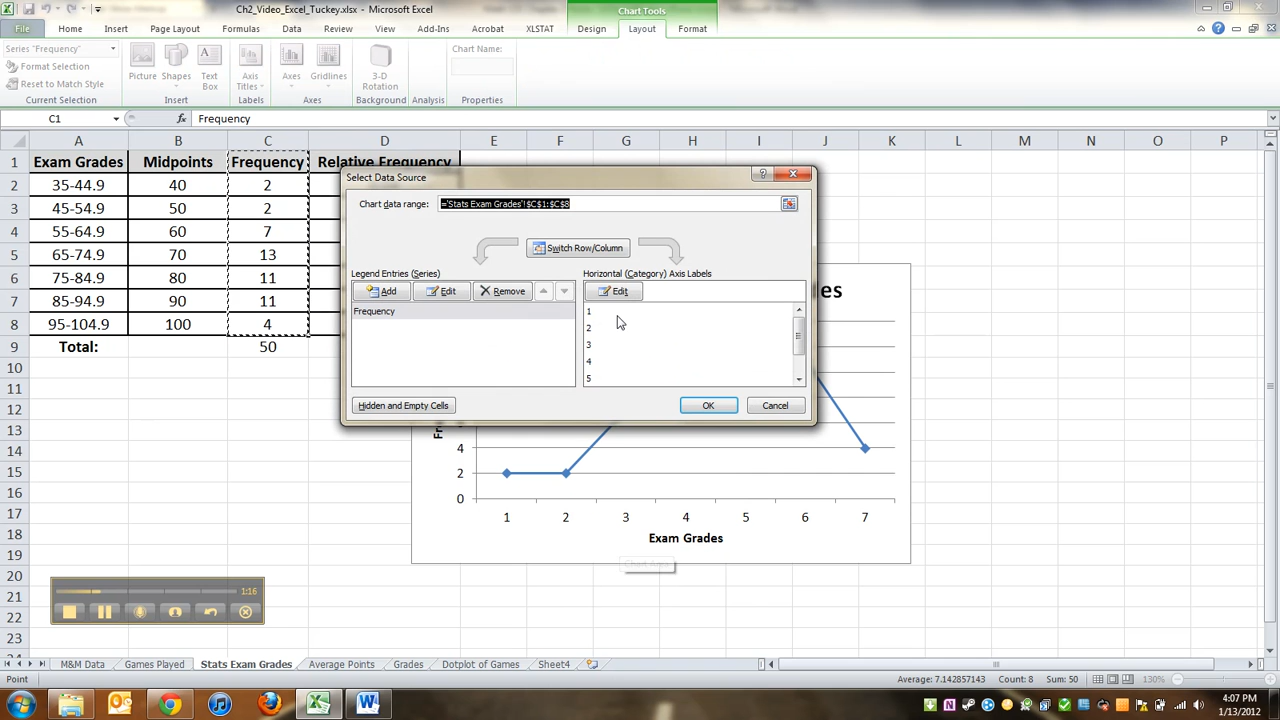 Ch2_Video_Excel_Tuckey.xlsx - Microsoft Excel
Chart Tools
File Home Insert Page Layout Formulas Data Review View Add-Ins Acrobat XLSTAT Design Layout Format
Series "Frequency"
Format Selection
Reset to Match Style
Current Selection
Picture Shapes Text Box
Insert
Axis Titles
Labels
Axes Gridlines
Axes
3-D Rotation
Background
Analysis
Chart Name:
Properties
C1 fx Frequency
A B C D E F G H I J K L M N O P
1 Exam Grades Midpoints Frequency Relative Frequency
2 35-44.9 40 2
3 45-54.9 50 2
4 55-64.9 60 7
5 65-74.9 70 13
6 75-84.9 80 11
7 85-94.9 90 11
8 95-104.9 100 4
9 Total: 50
10
11
12
13
14
15
16
17
18
19
20
21
22
23
24
Select Data Source
Chart data range: ='Stats Exam Grades'!$C$1:$C$8
Switch Row/Column
Legend Entries (Series)
Add Edit Remove
Frequency
Horizontal (Category) Axis Labels
Edit
1
2
3
4
5
Hidden and Empty Cells
OK Cancel
es
4
2
0
1 2 3 4 5 6 7
Exam Grades
Chart Area
1:16
M&M Data Games Played Stats Exam Grades Average Points Grades Dotplot of Games Sheet4
Point
Average: 7.142857143 Count: 8 Sum: 50
130%
4:07 PM
1/13/2012